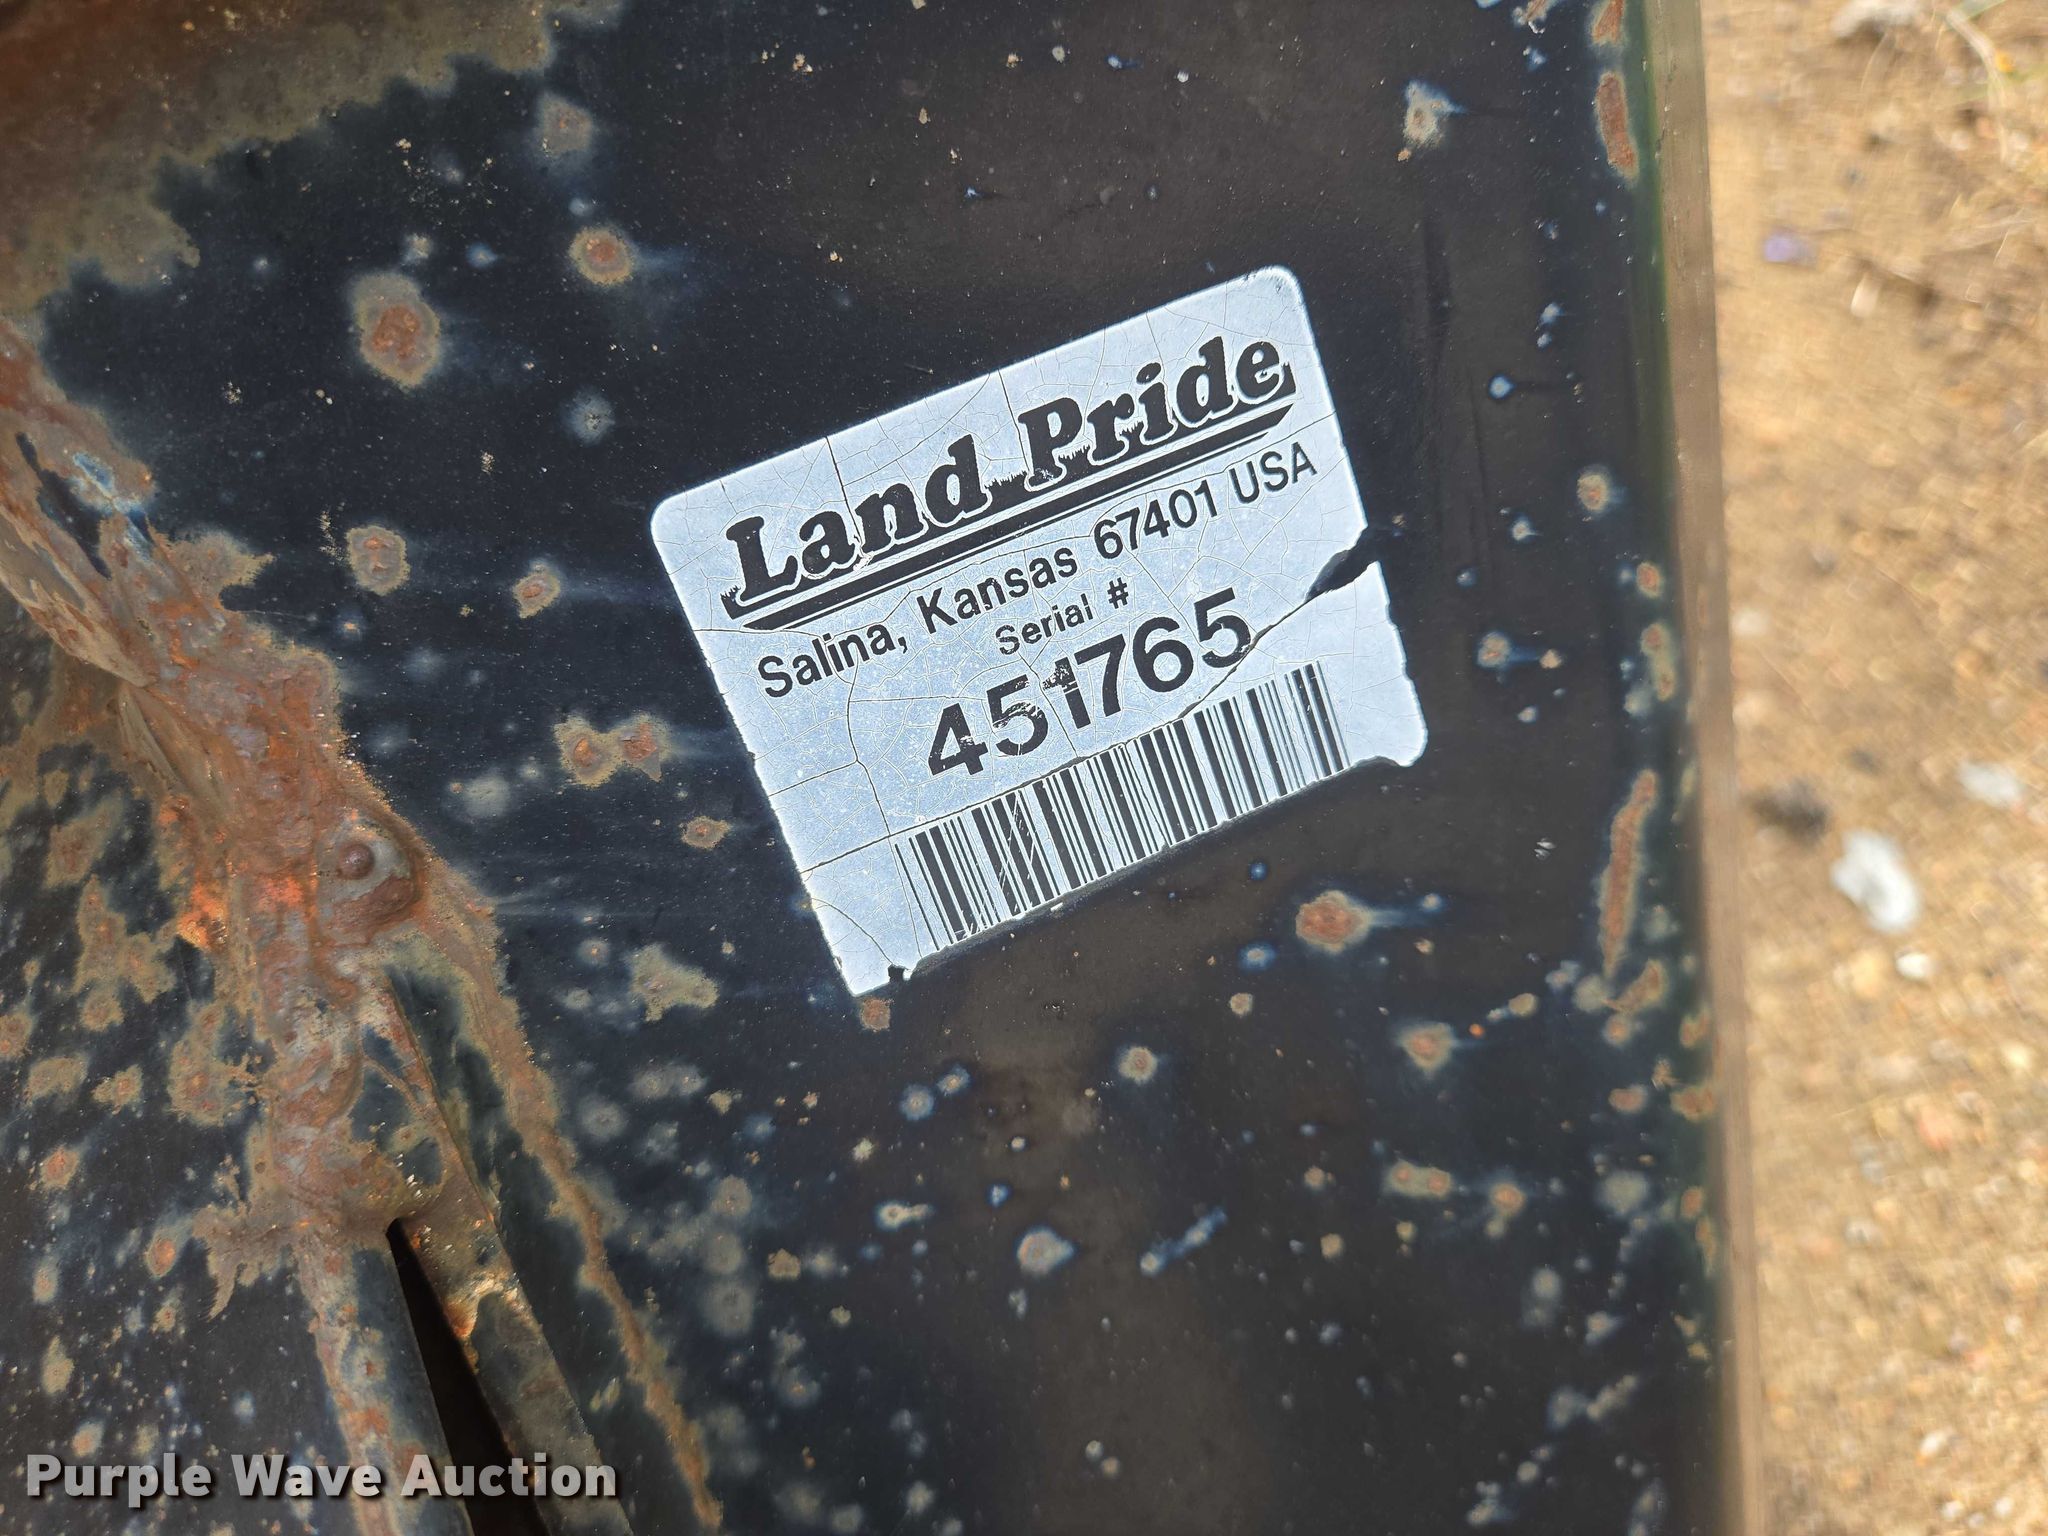 Land Pride
Salina, Kansas 67401 USA
Serial #
451765
Purple Wave Auction